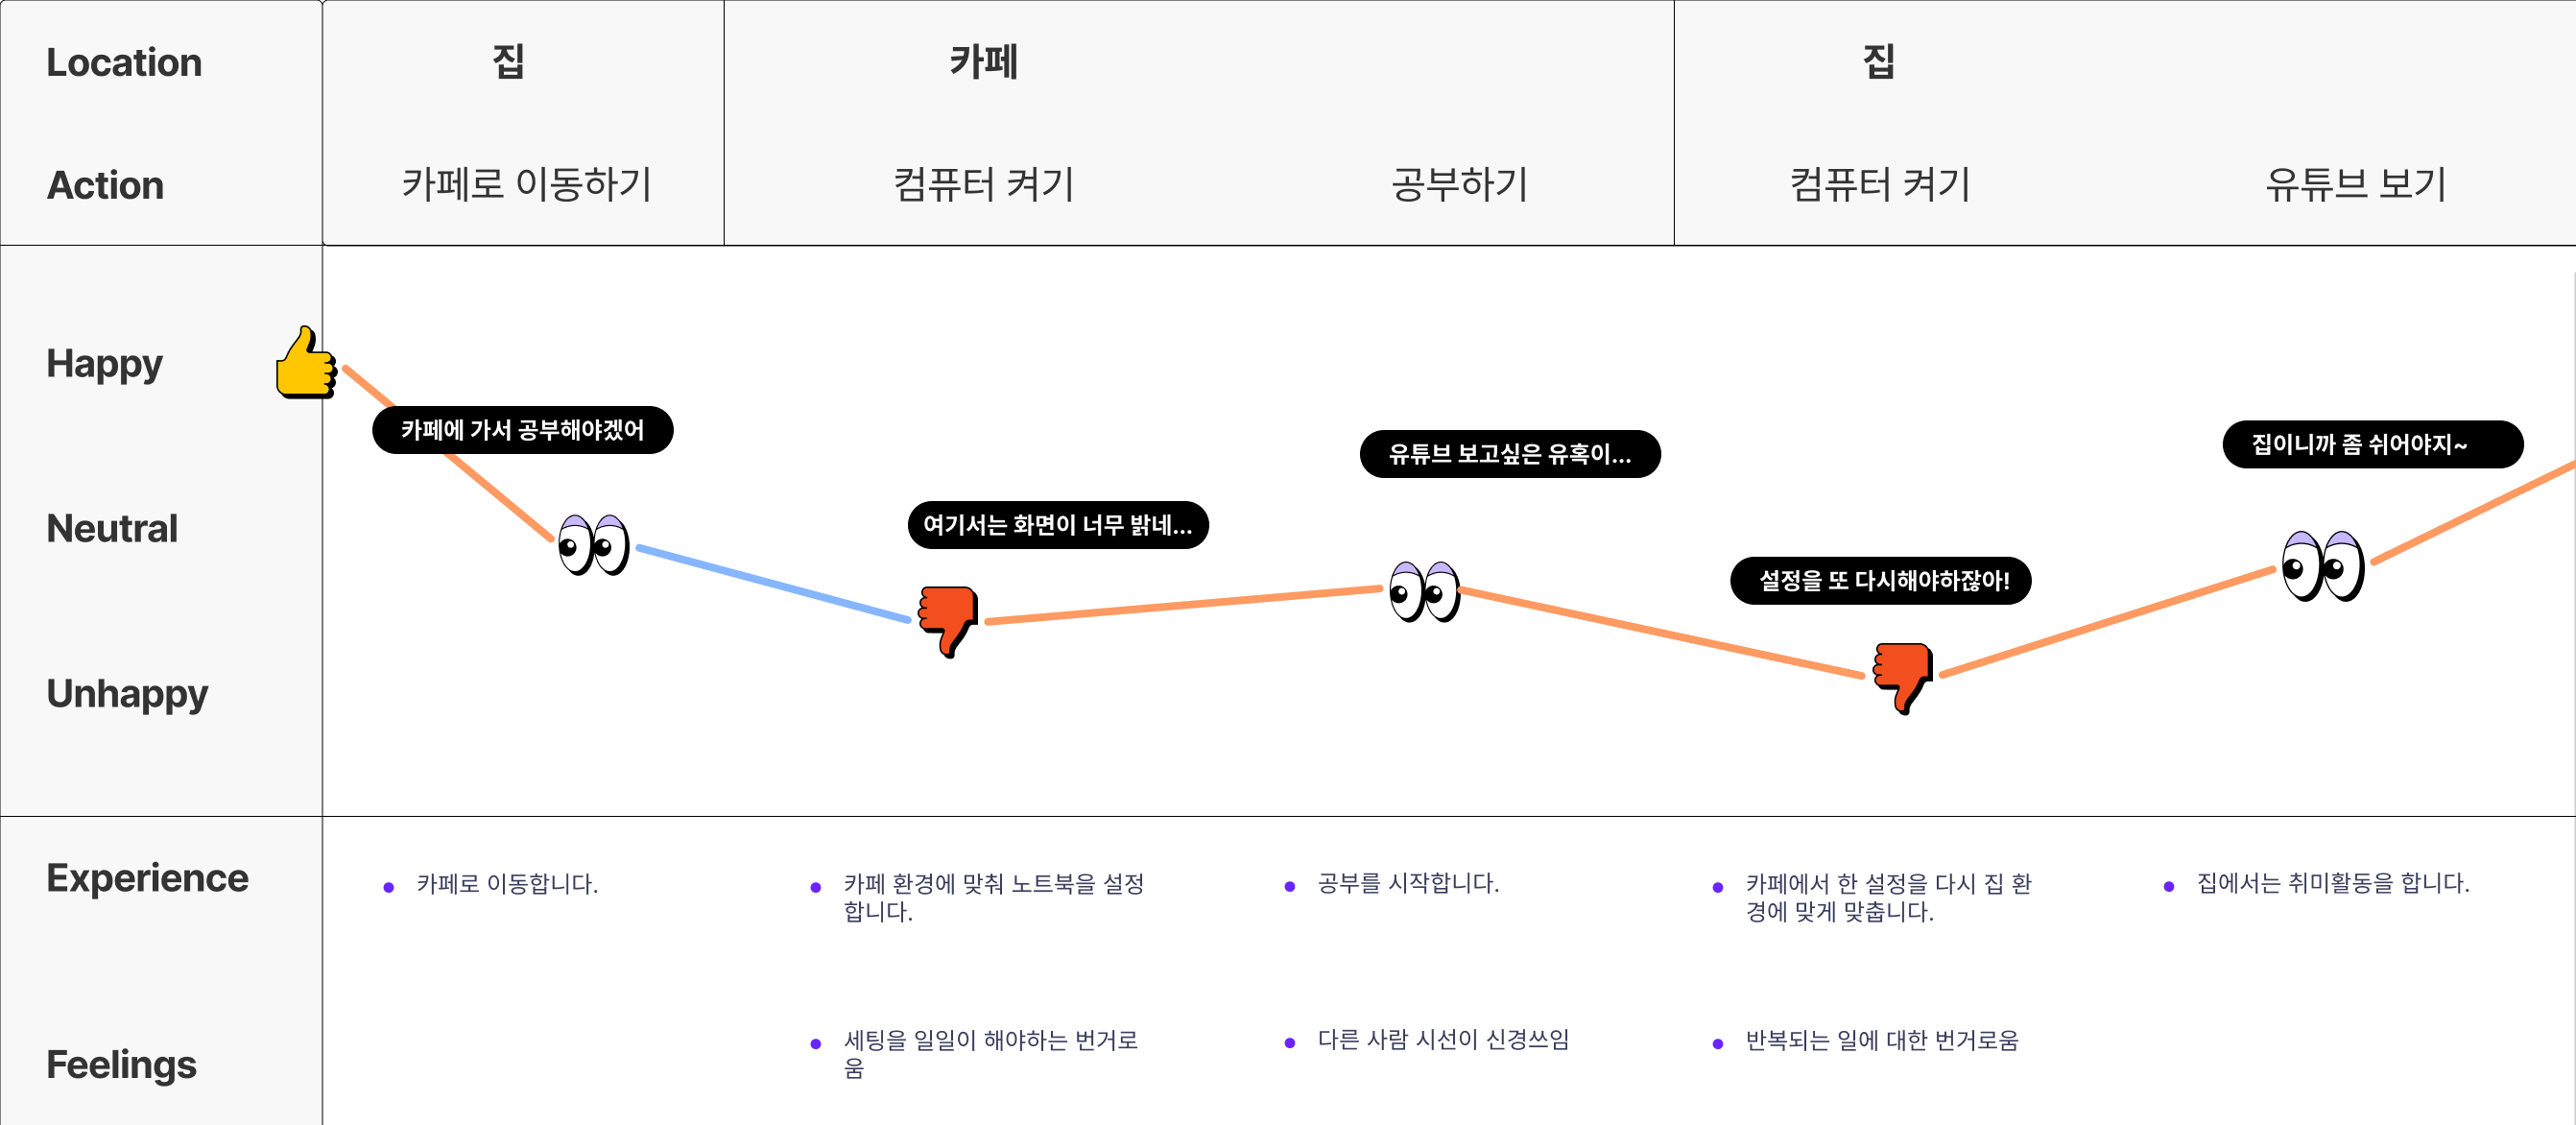 Location
집
카페
집
Action
카페로 이동하기
컴퓨터 켜기
공부하기
컴퓨터 켜기
유튜브 보기
Happy
카페에 가서 공부해야겠어
유튜브 보고싶은 유혹이...
집이니까 좀 쉬어야지~
Neutral
여기서는 화면이 너무 밝네...
설정을 또 다시해야하잖아!
Unhappy
Experience
카페로 이동합니다.
카페 환경에 맞춰 노트북을 설정
합니다.
공부를 시작합니다.
카페에서 한 설정을 다시 집 환
경에 맞게 맞춥니다.
집에서는 취미활동을 합니다.
Feelings
세팅을 일일이 해야하는 번거로
움
다른 사람 시선이 신경쓰임
반복되는 일에 대한 번거로움